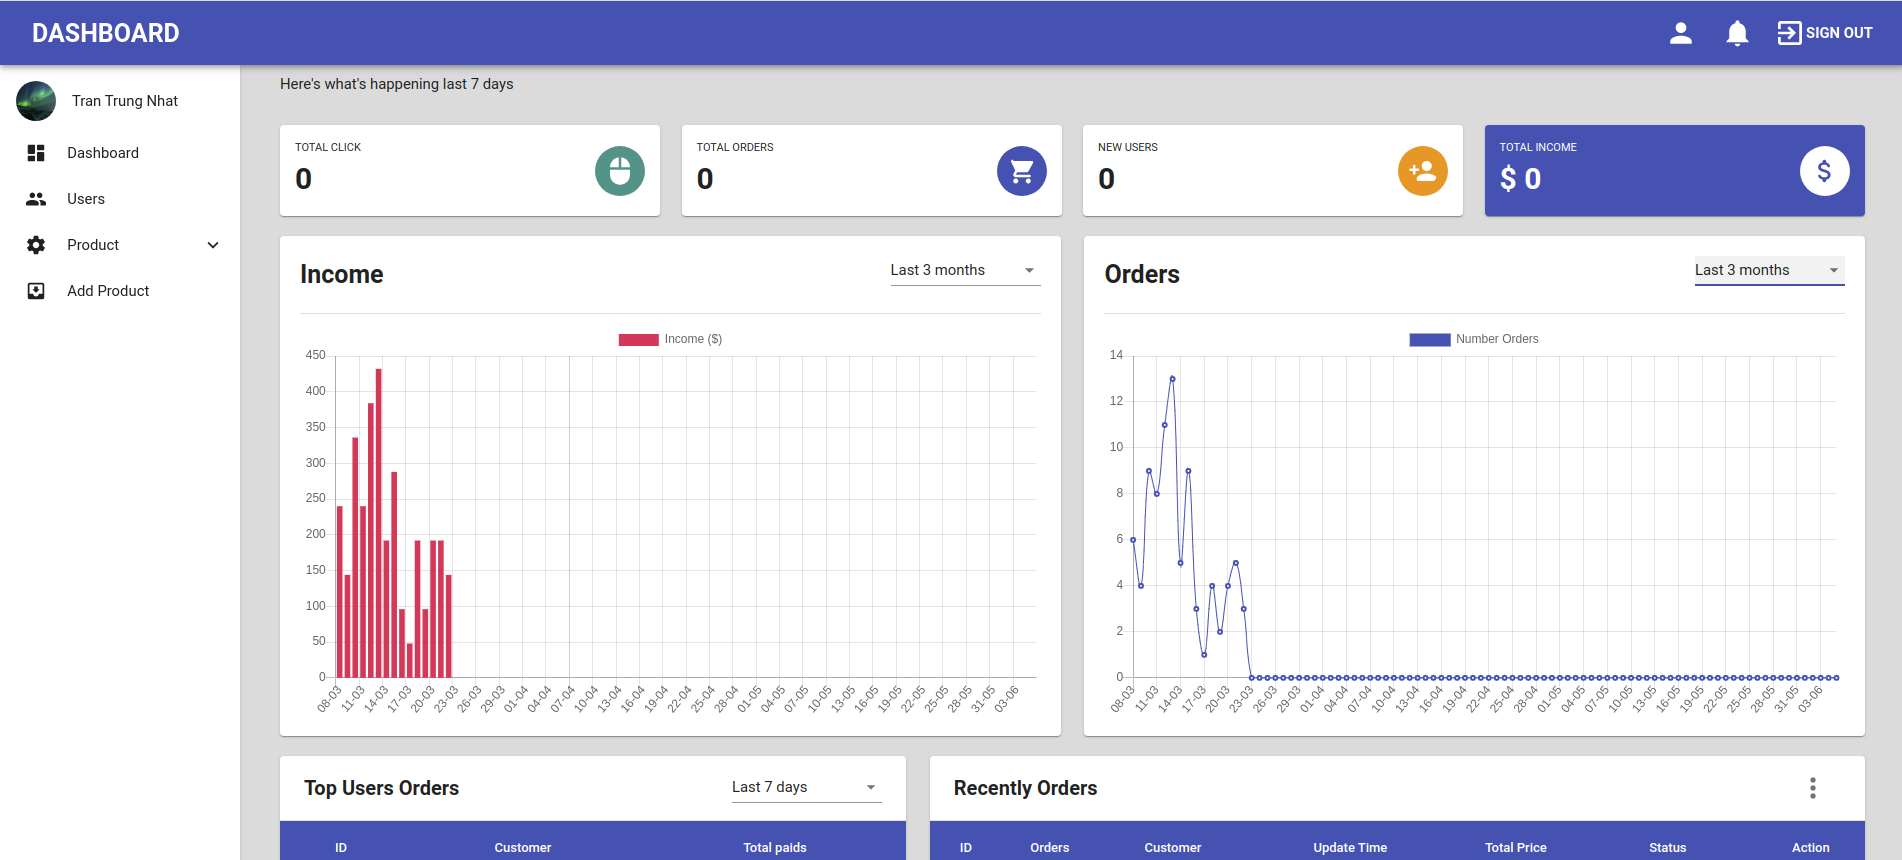 DASHBOARD
SIGN OUT
Tran Trung Nhat
Dashboard
Users
Product
Add Product
Here's what's happening last 7 days
TOTAL CLICK
0
TOTAL ORDERS
0
NEW USERS
0
TOTAL INCOME
$ 0
Income
Last 3 months
Income ($)
450
400
350
300
250
200
150
100
50
0
08-03 11-03 14-03 17-03 20-03 23-03 26-03 29-03 01-04 04-04 07-04 10-04 13-04 16-04 19-04 22-04 25-04 28-04 01-05 04-05 07-05 10-05 13-05 16-05 19-05 22-05 25-05 28-05 31-05 03-06
Orders
Last 3 months
Number Orders
14
12
10
8
6
4
2
0
08-03 11-03 14-03 17-03 20-03 23-03 26-03 29-03 01-04 04-04 07-04 10-04 13-04 16-04 19-04 22-04 25-04 28-04 01-05 04-05 07-05 10-05 13-05 16-05 19-05 22-05 25-05 28-05 31-05 03-06
Top Users Orders
Last 7 days
ID Customer Total paids
Recently Orders
ID Orders Customer Update Time Total Price Status Action